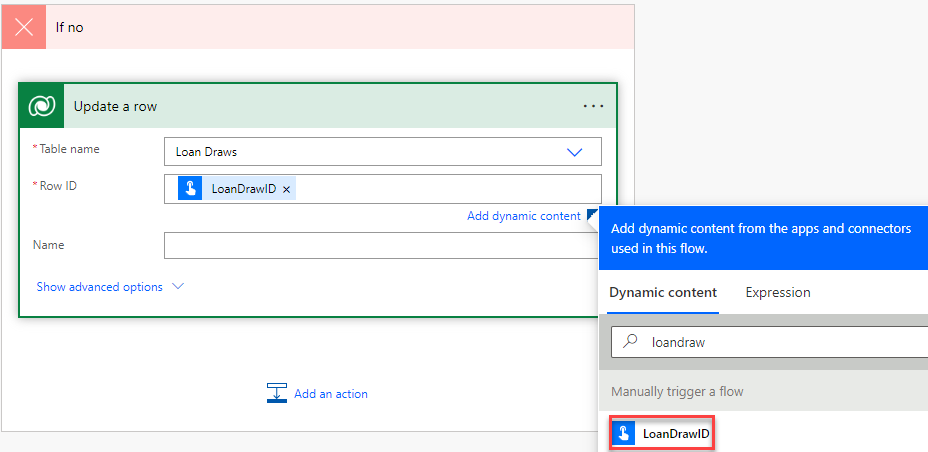 If no
Update a row
...
* Table name
Loan Draws
* Row ID
LoanDrawID ×
Add dynamic content
Name
Show advanced options
Add an action
Add dynamic content from the apps and connectors
used in this flow.
Dynamic content Expression
loandraw
Manually trigger a flow
LoanDrawID